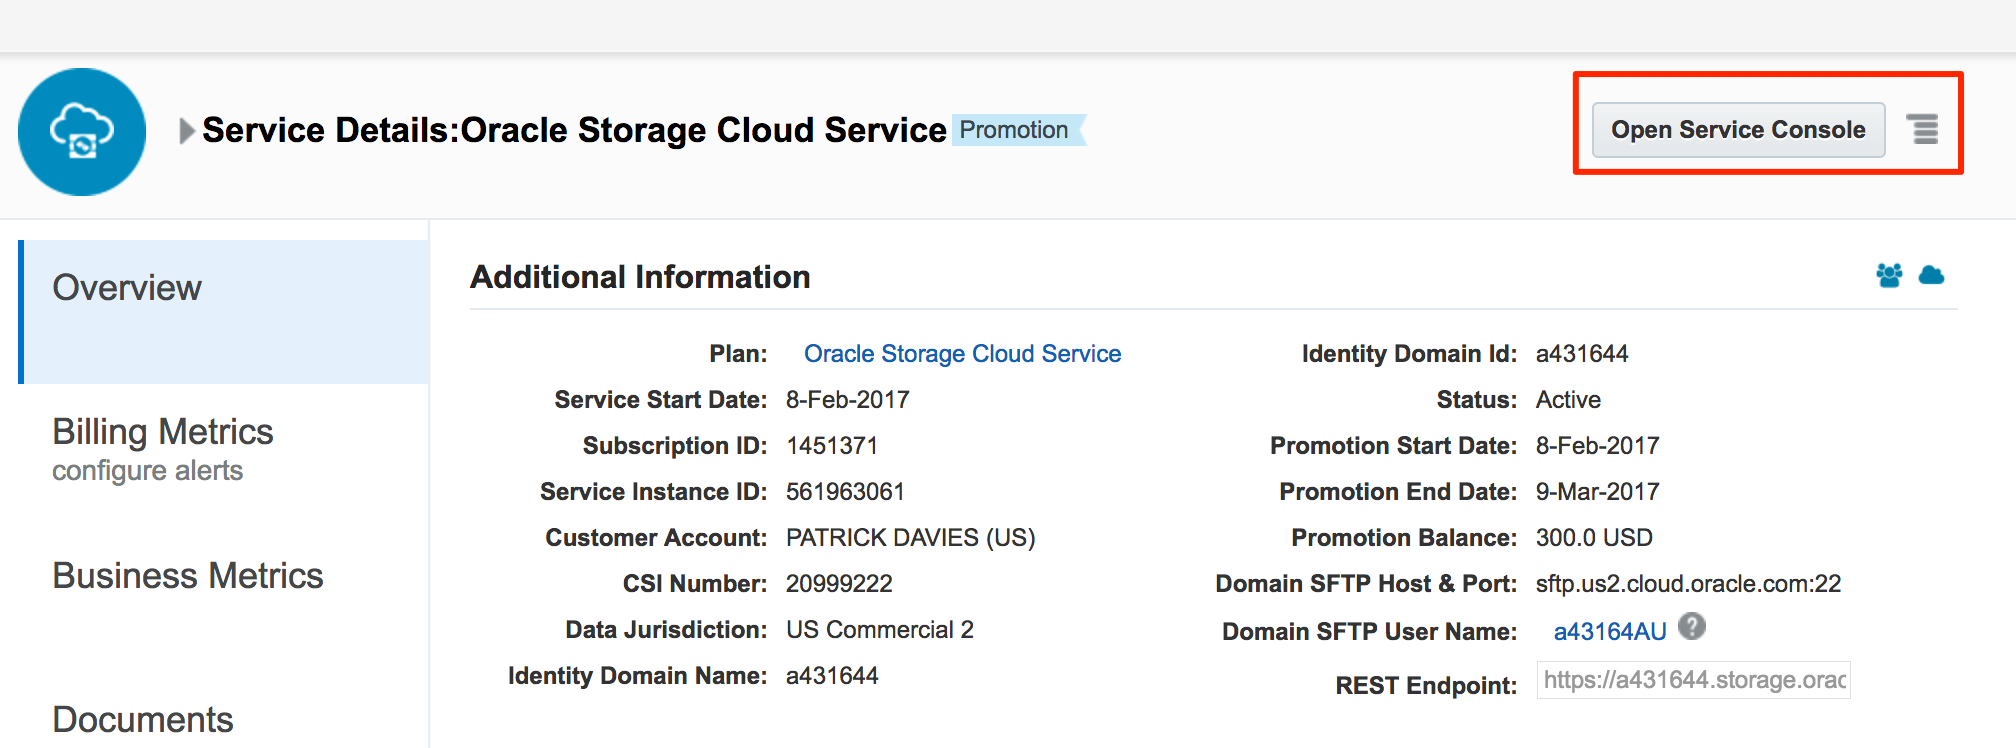 Service Details:Oracle Storage Cloud Service Promotion
Open Service Console
Overview
Billing Metrics
configure alerts
Business Metrics
Documents
Additional Information
Plan: Oracle Storage Cloud Service
Service Start Date: 8-Feb-2017
Subscription ID: 1451371
Service Instance ID: 561963061
Customer Account: PATRICK DAVIES (US)
CSI Number: 20999222
Data Jurisdiction: US Commercial 2
Identity Domain Name: a431644
Identity Domain Id: a431644
Status: Active
Promotion Start Date: 8-Feb-2017
Promotion End Date: 9-Mar-2017
Promotion Balance: 300.0 USD
Domain SFTP Host & Port: sftp.us2.cloud.oracle.com:22
Domain SFTP User Name: a43164AU ?
REST Endpoint: https://a431644.storage.orac